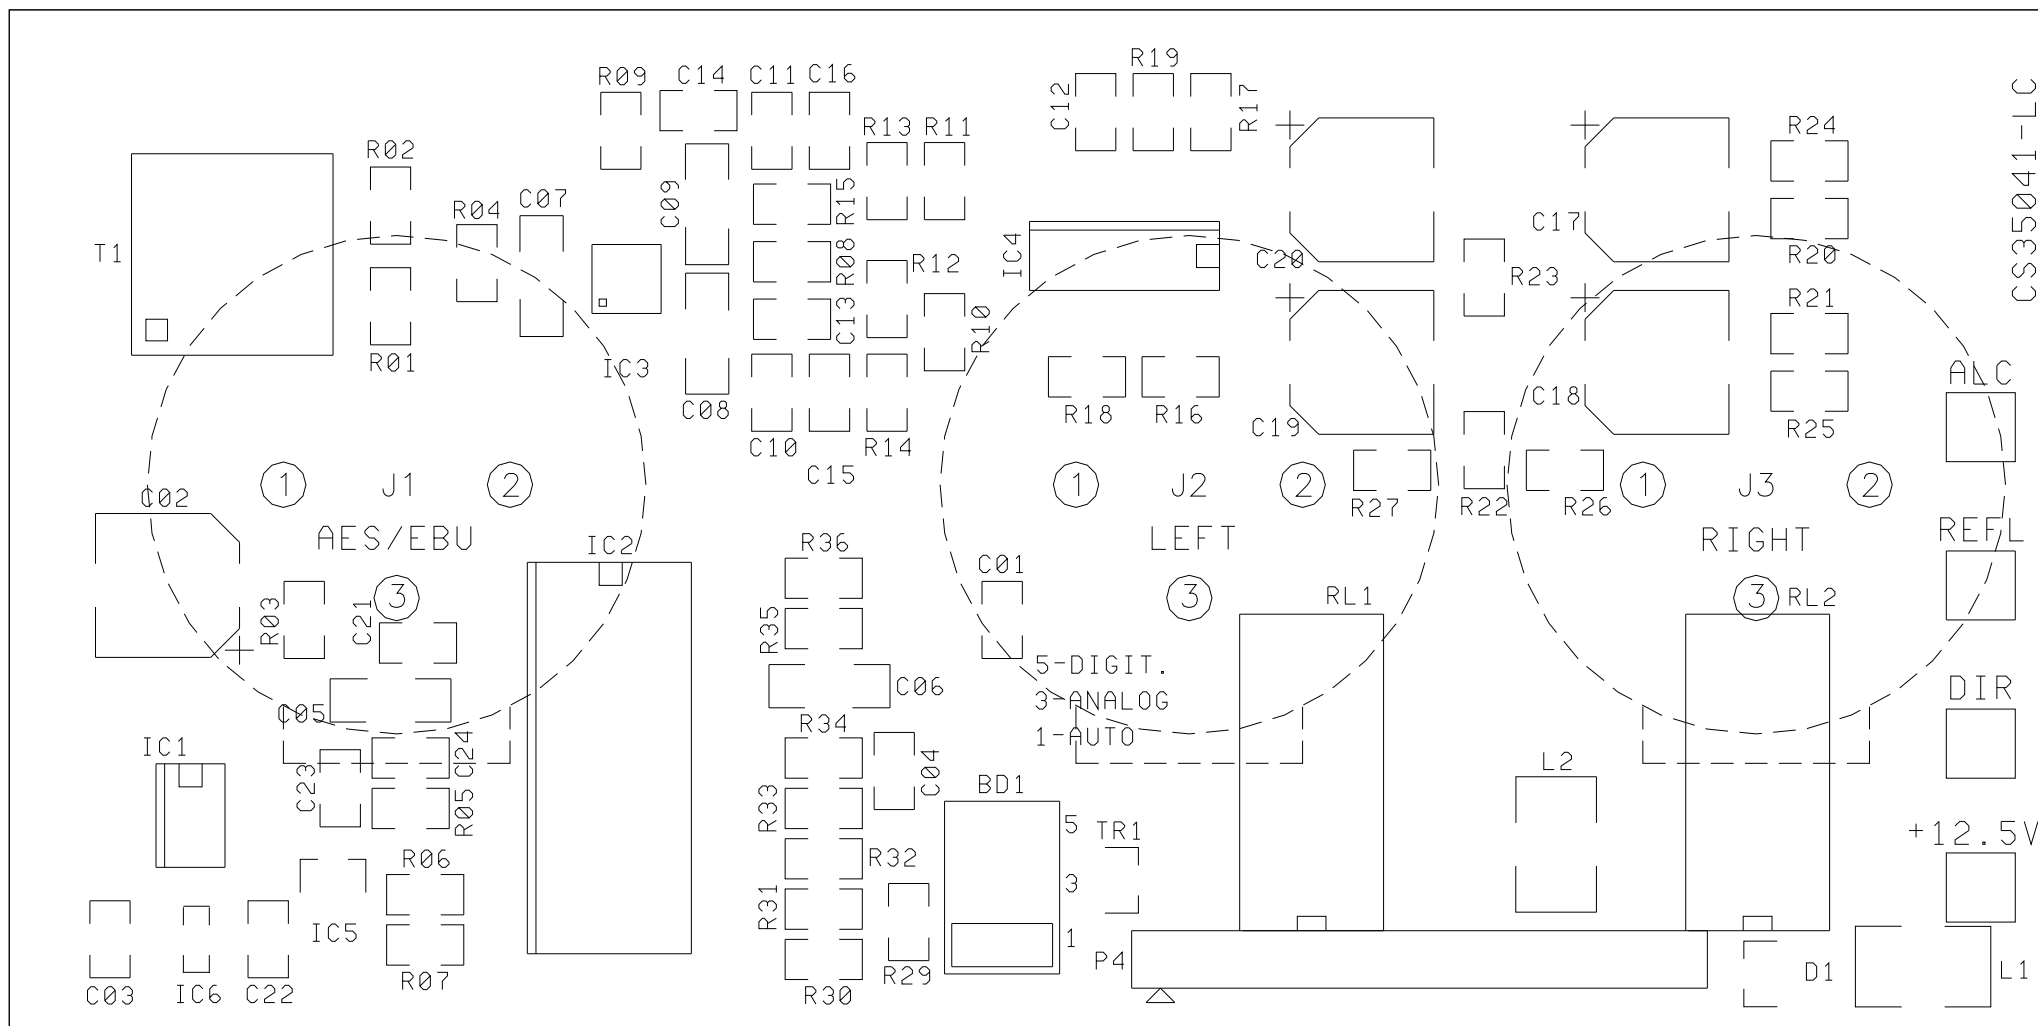 R09
C14
C11
C16
R19
C12
R17
CS35041-LC
R13
R11
R24
R02
R04
C07
C09
R15
C17
T1
R08
R12
IC4
C20
R23
R20
C13
R10
R21
R01
IC3
C08
R18
R16
C18
ALC
C10
R14
C19
R25
C15
1
J1
2
1
J2
2
R27
R22
R26
1
J3
2
C02
AES/EBU
LEFT
RIGHT
REFL
IC2
R36
C01
3
3
3
RL1
RL2
R03
C21
R35
5-DIGIT.
3-ANALOG
1-AUTO
C06
DIR
C05
R34
IC1
C24
C23
R05
C04
R33
BD1
L2
5
TR1
+12.5V
R06
R32
3
R31
IC5
1
P4
R07
R29
D1
L1
C03
IC6
C22
R30